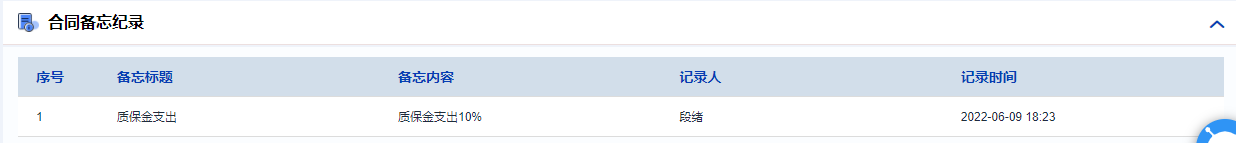 合同备忘纪录
序号 备忘标题 备忘内容 记录人 记录时间
1 质保金支出 质保金支出10% 段绪 2022-06-09 18:23